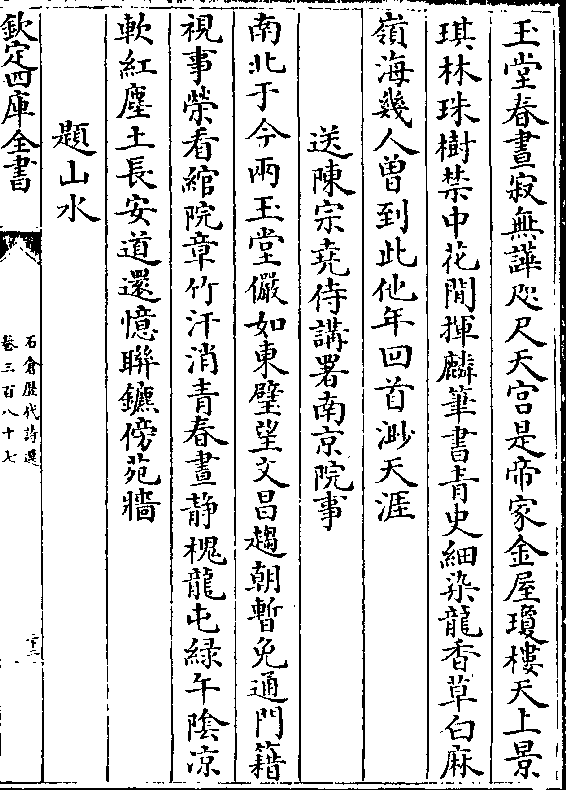 玉堂春晝寂無譁咫尺天宫是帝家金屋瓊樓天上景
琪林珠樹禁中花閒揮麟筆書青史細染龍香草白麻
嶺海幾人曾到此他年回首渺天涯
送陳宗堯侍講署南京院事
南北于今兩玉堂儼如東壁望文昌趨朝暫免通門籍
視事榮看綰院章竹汗消青春晝静槐龍屯緑午陰凉
軟紅塵土長安道還憶聯鑣傍苑牆
題山水
欽定四庫全書
石倉歴代詩選
卷三百八十七